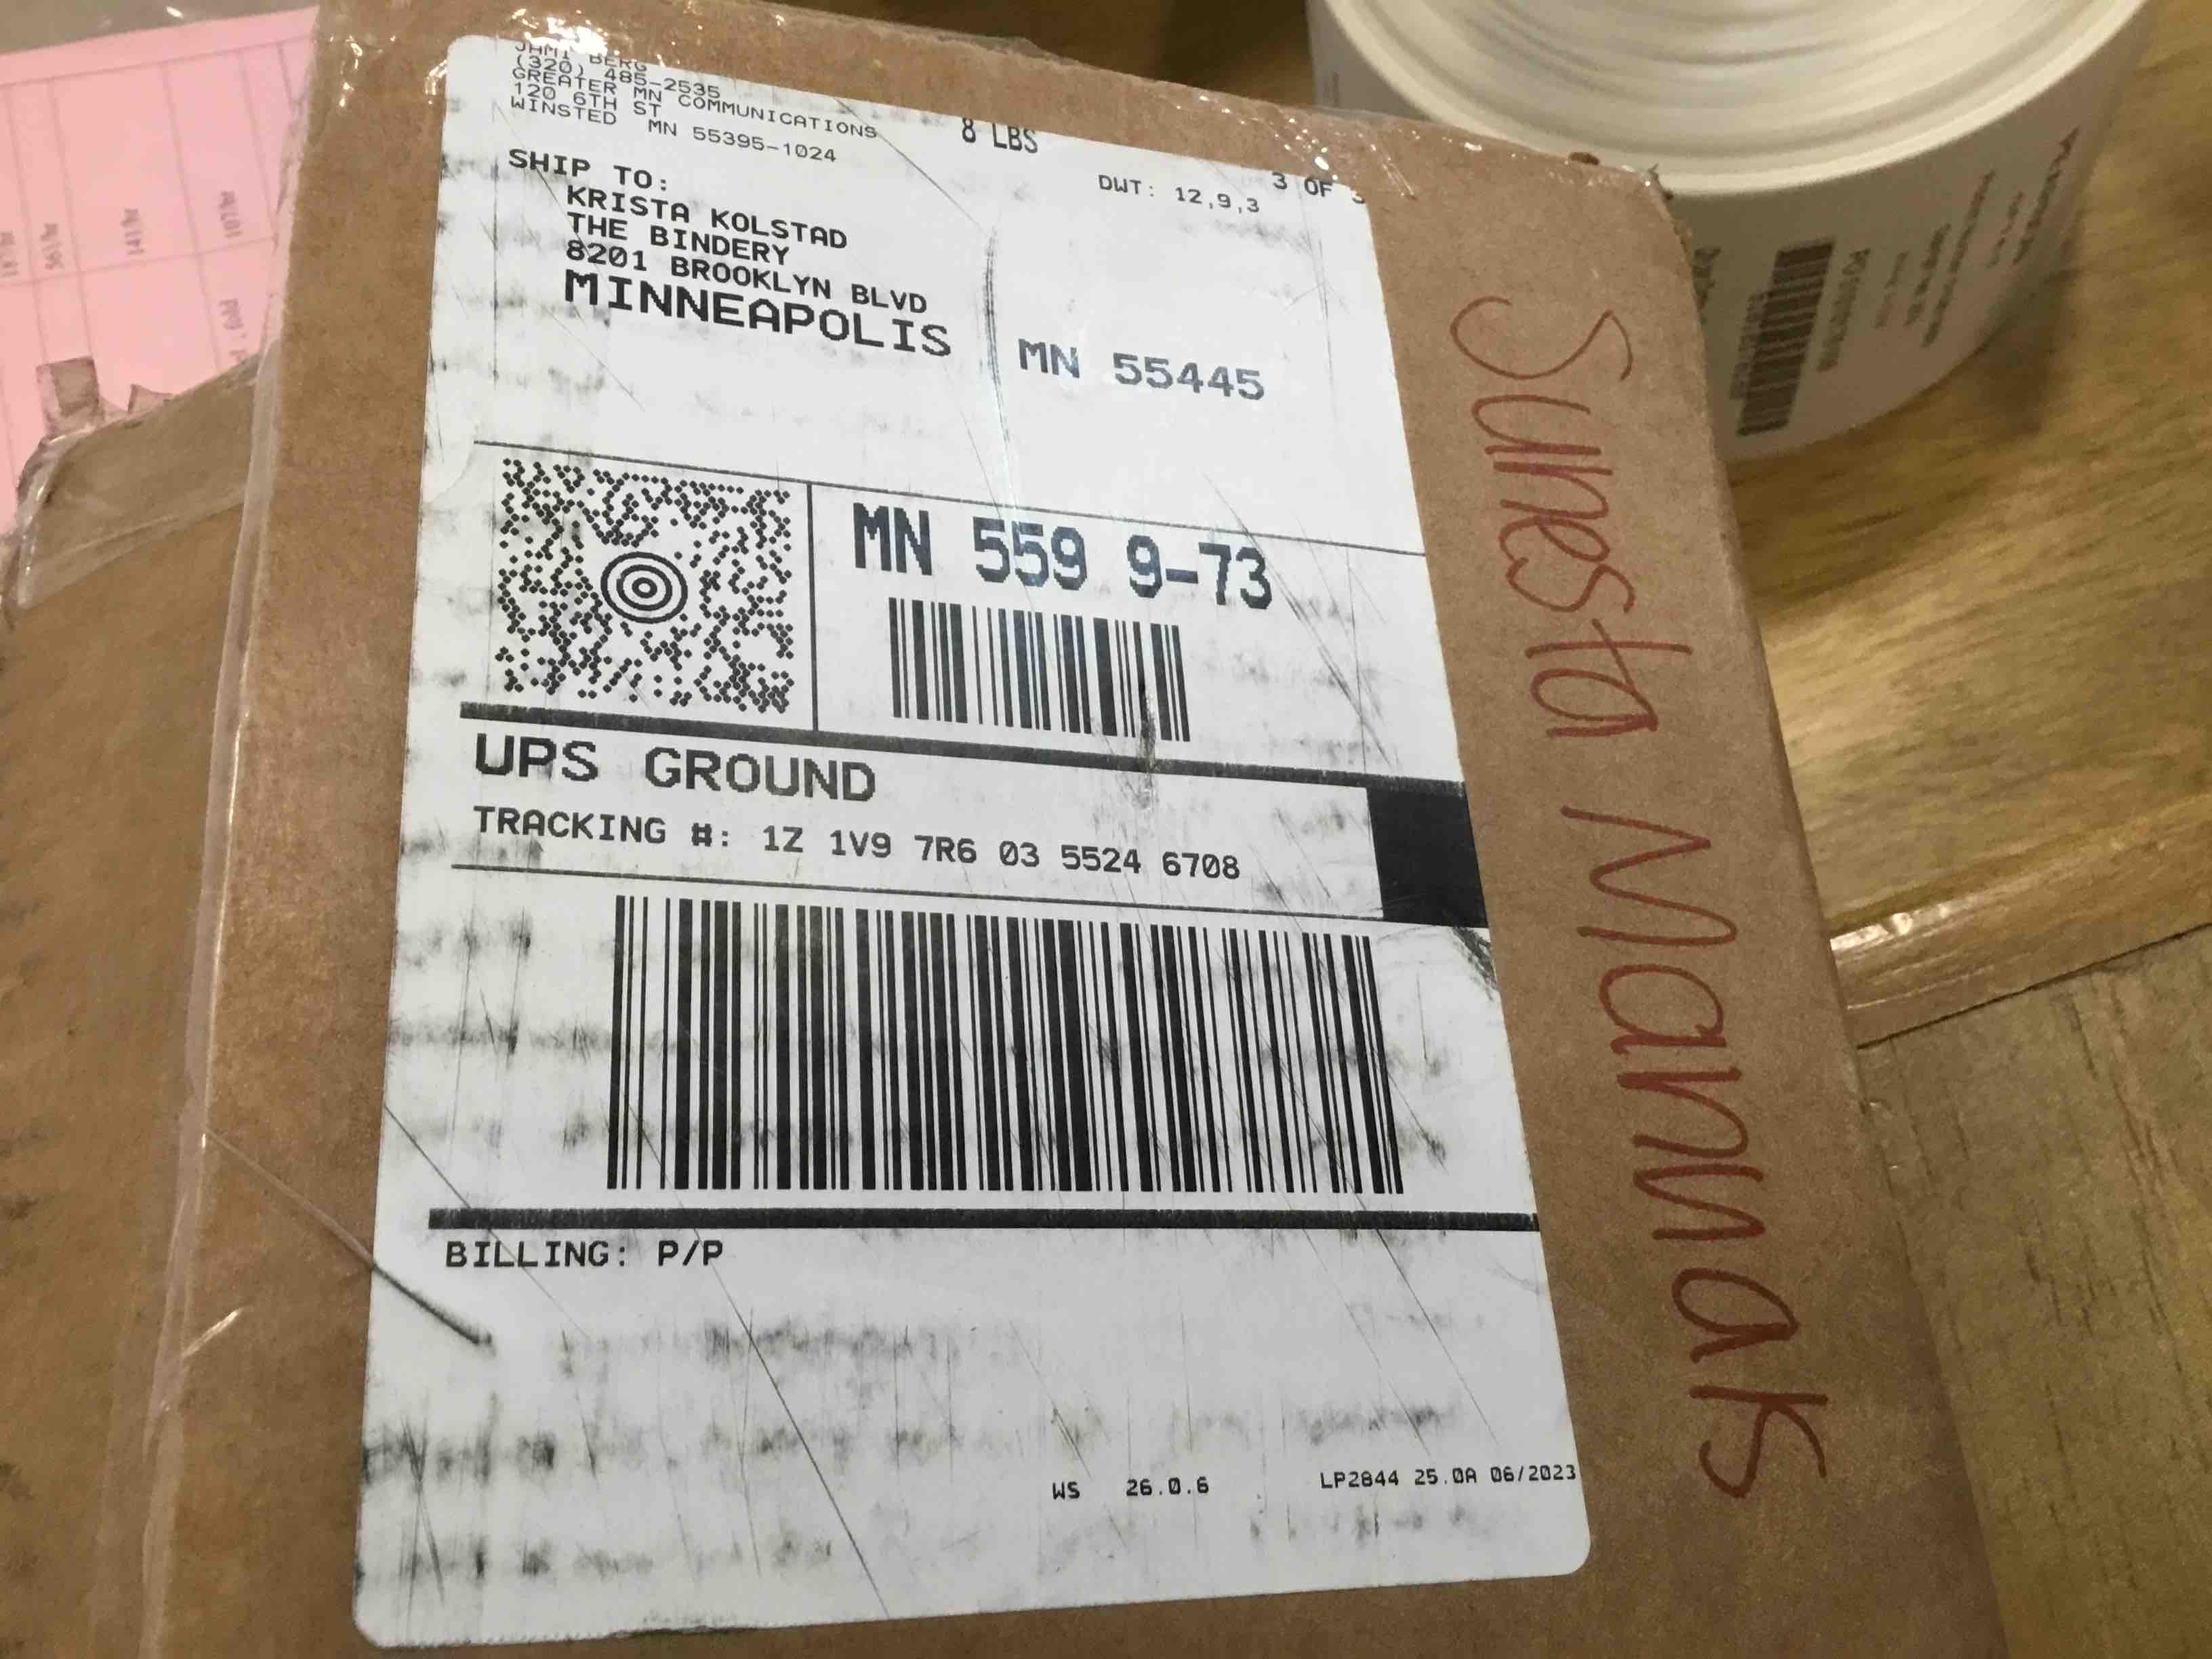 JAMI BERG
(320) 485-2535
GREATER MN COMMUNICATIONS
120 6TH ST
WINSTED MN 55395-1024
8 LBS
DWT: 12,9,3
3 OF
SHIP TO:
KRISTA KOLSTAD
THE BINDERY
8201 BROOKLYN BLVD
MINNEAPOLIS MN 55445
MN 559 9-73
UPS GROUND
TRACKING #: 1Z 1V9 7R6 03 5524 6708
BILLING: P/P
WS 26.0.6 LP2844 25.0A 06/2023
Sunesta Manuals